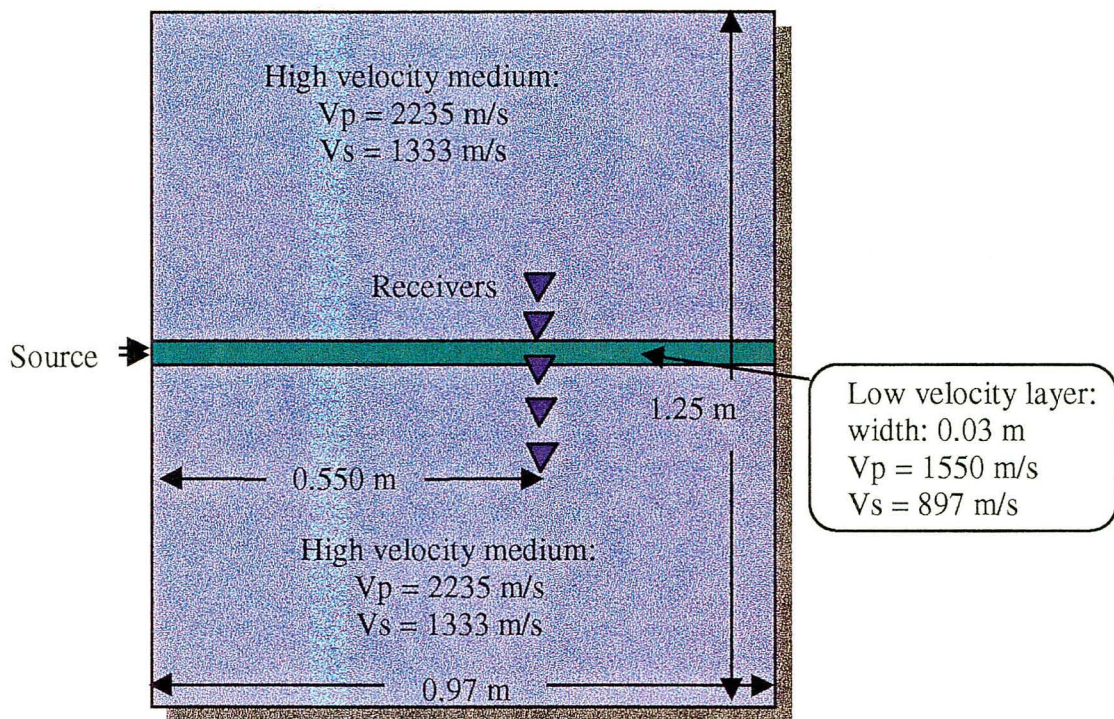 High velocity medium:
Vp = 2235 m/s
Vs = 1333 m/s
Receivers
Source
1.25 m
Low velocity layer:
width: 0.03 m
Vp = 1550 m/s
Vs = 897 m/s
0.550 m
High velocity medium:
Vp = 2235 m/s
Vs = 1333 m/s
0.97 m